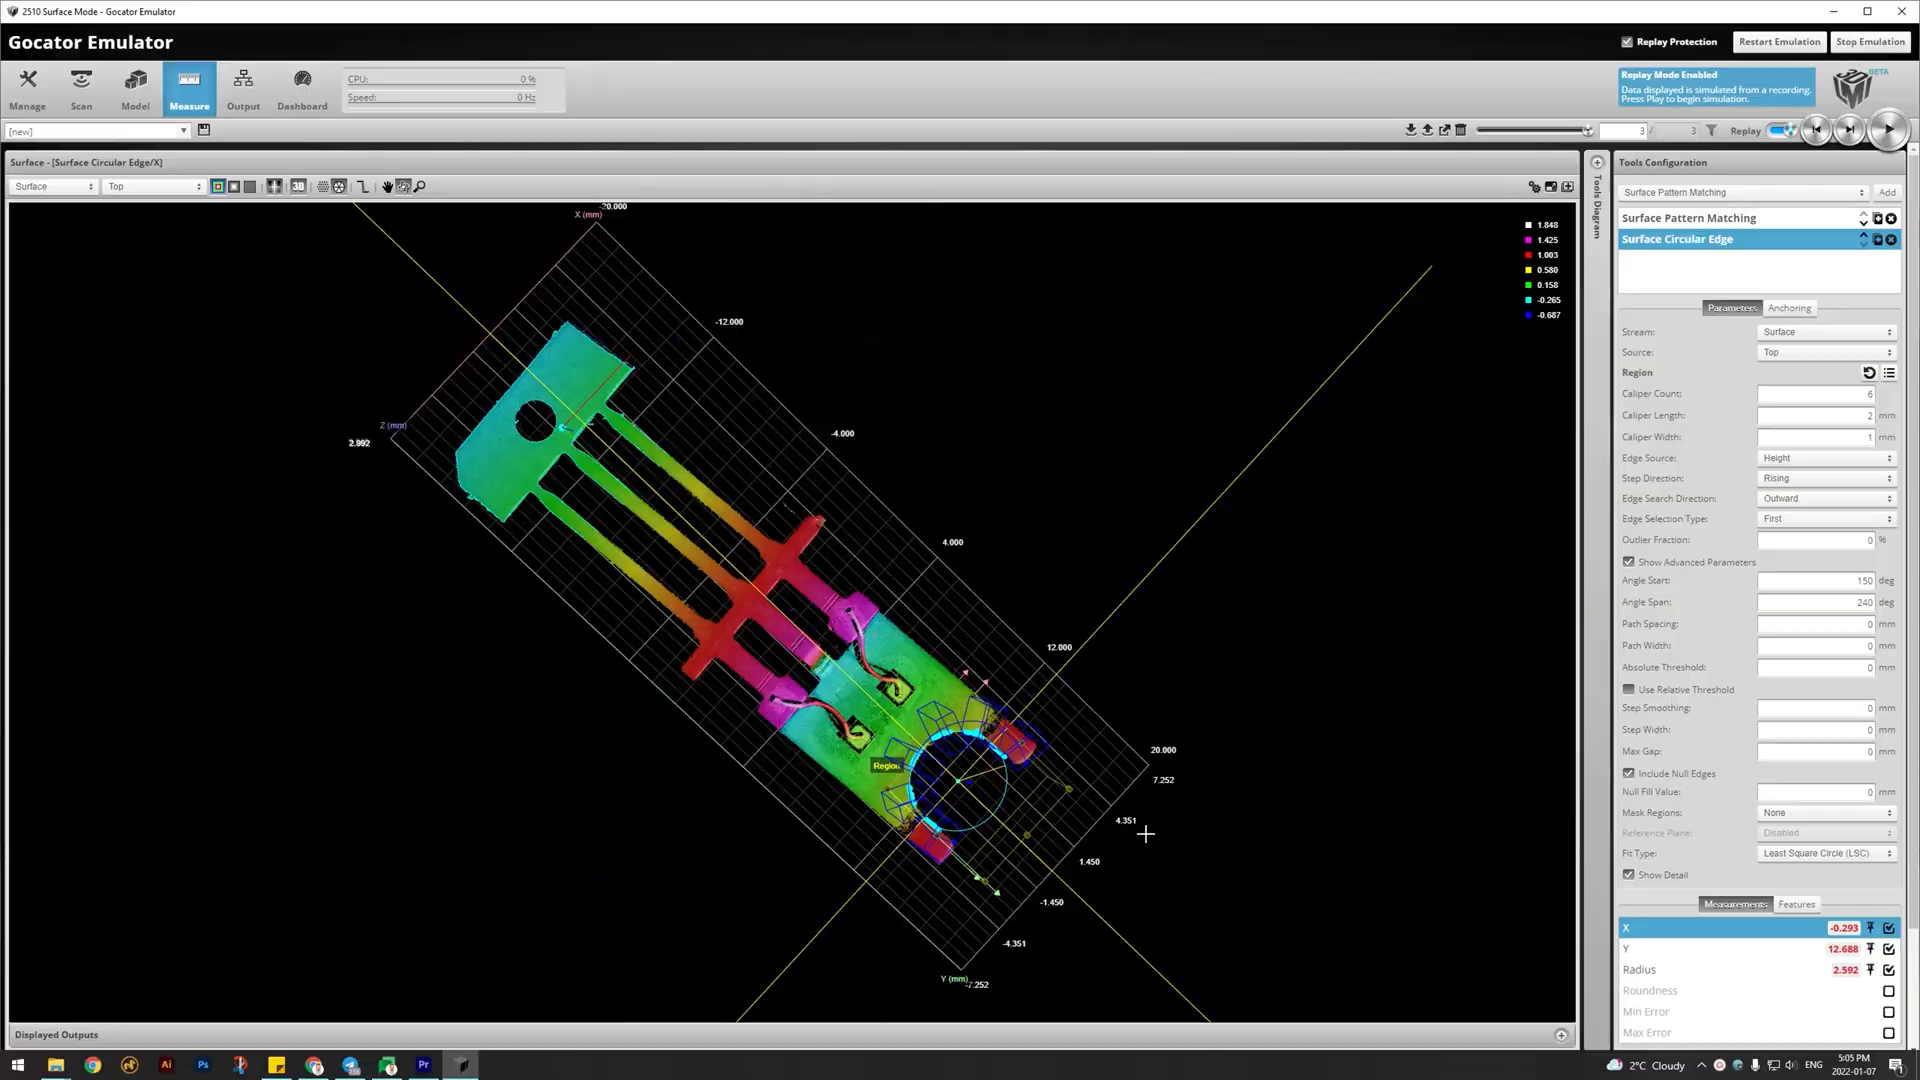 2510 Surface Mode - Gocator Emulator
Gocator Emulator
Replay Protection
Restart Emulation
Stop Emulation
Manage
Scan
Model
Measure
Output
Dashboard
CPU: 0 %
Speed: 0 Hz
Replay Mode Enabled
Data displayed is simulated from a recording.
Press Play to begin simulation.
BETA
[new]
3 / 3
Replay
Surface - [Surface Circular Edge/X]
Surface
Top
3D
X (mm)
-20.000
-12.000
-4.000
4.000
12.000
20.000
Z (mm)
2.992
7.252
4.351
1.450
-1.450
-4.351
Y (mm)
-7.252
Region
1.848
1.425
1.003
0.580
0.158
-0.265
-0.687
Displayed Outputs
Tools Diagram
Tools Configuration
Surface Pattern Matching
Add
Surface Pattern Matching
Surface Circular Edge
Parameters
Anchoring
Stream: Surface
Source: Top
Region
Caliper Count: 6
Caliper Length: 2 mm
Caliper Width: 1 mm
Edge Source: Height
Step Direction: Rising
Edge Search Direction: Outward
Edge Selection Type: First
Outlier Fraction: 0 %
Show Advanced Parameters
Angle Start: 150 deg
Angle Span: 240 deg
Path Spacing: 0 mm
Path Width: 0 mm
Absolute Threshold: 0 mm
Use Relative Threshold
Step Smoothing: 0 mm
Step Width: 0 mm
Max Gap: 0 mm
Include Null Edges
Null Fill Value: 0 mm
Mask Regions: None
Reference Plane: Disabled
Fit Type: Least Square Circle (LSC)
Show Detail
Measurements
Features
X -0.293
Y 12.688
Radius 2.592
Roundness
Min Error
Max Error
Ai
Ps
Pr
2°C Cloudy
ENG
5:05 PM
2022-01-07